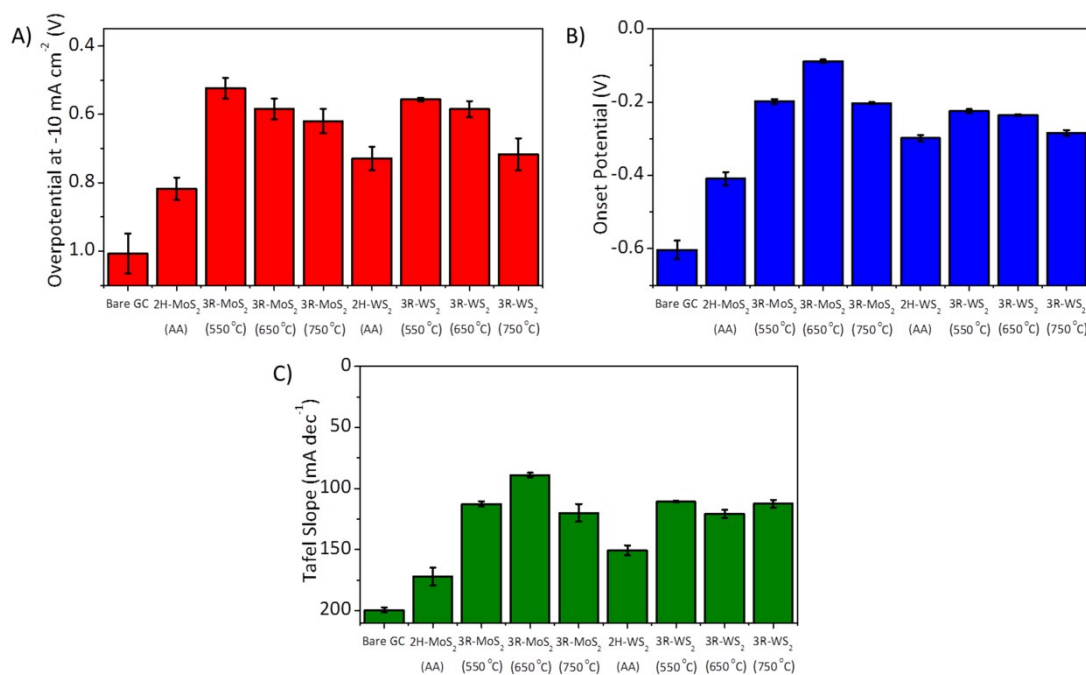 A)
Overpotential at -10 mA cm⁻² (V)
0.4
0.6
0.8
1.0
Bare GC 2H-MoS₂ 3R-MoS₂ 3R-MoS₂ 3R-MoS₂ 2H-WS₂ 3R-WS₂ 3R-WS₂ 3R-WS₂
(AA) (550 °C) (650 °C) (750 °C) (AA) (550 °C) (650 °C) (750 °C)
B)
Onset Potential (V)
0.0
-0.2
-0.4
-0.6
Bare GC 2H-MoS₂ 3R-MoS₂ 3R-MoS₂ 3R-MoS₂ 2H-WS₂ 3R-WS₂ 3R-WS₂ 3R-WS₂
(AA) (550 °C) (650 °C) (750 °C) (AA) (550 °C) (650 °C) (750 °C)
C)
Tafel Slope (mA dec⁻¹)
0
50
100
150
200
Bare GC 2H-MoS₂ 3R-MoS₂ 3R-MoS₂ 3R-MoS₂ 2H-WS₂ 3R-WS₂ 3R-WS₂ 3R-WS₂
(AA) (550 °C) (650 °C) (750 °C) (AA) (550 °C) (650 °C) (750 °C)